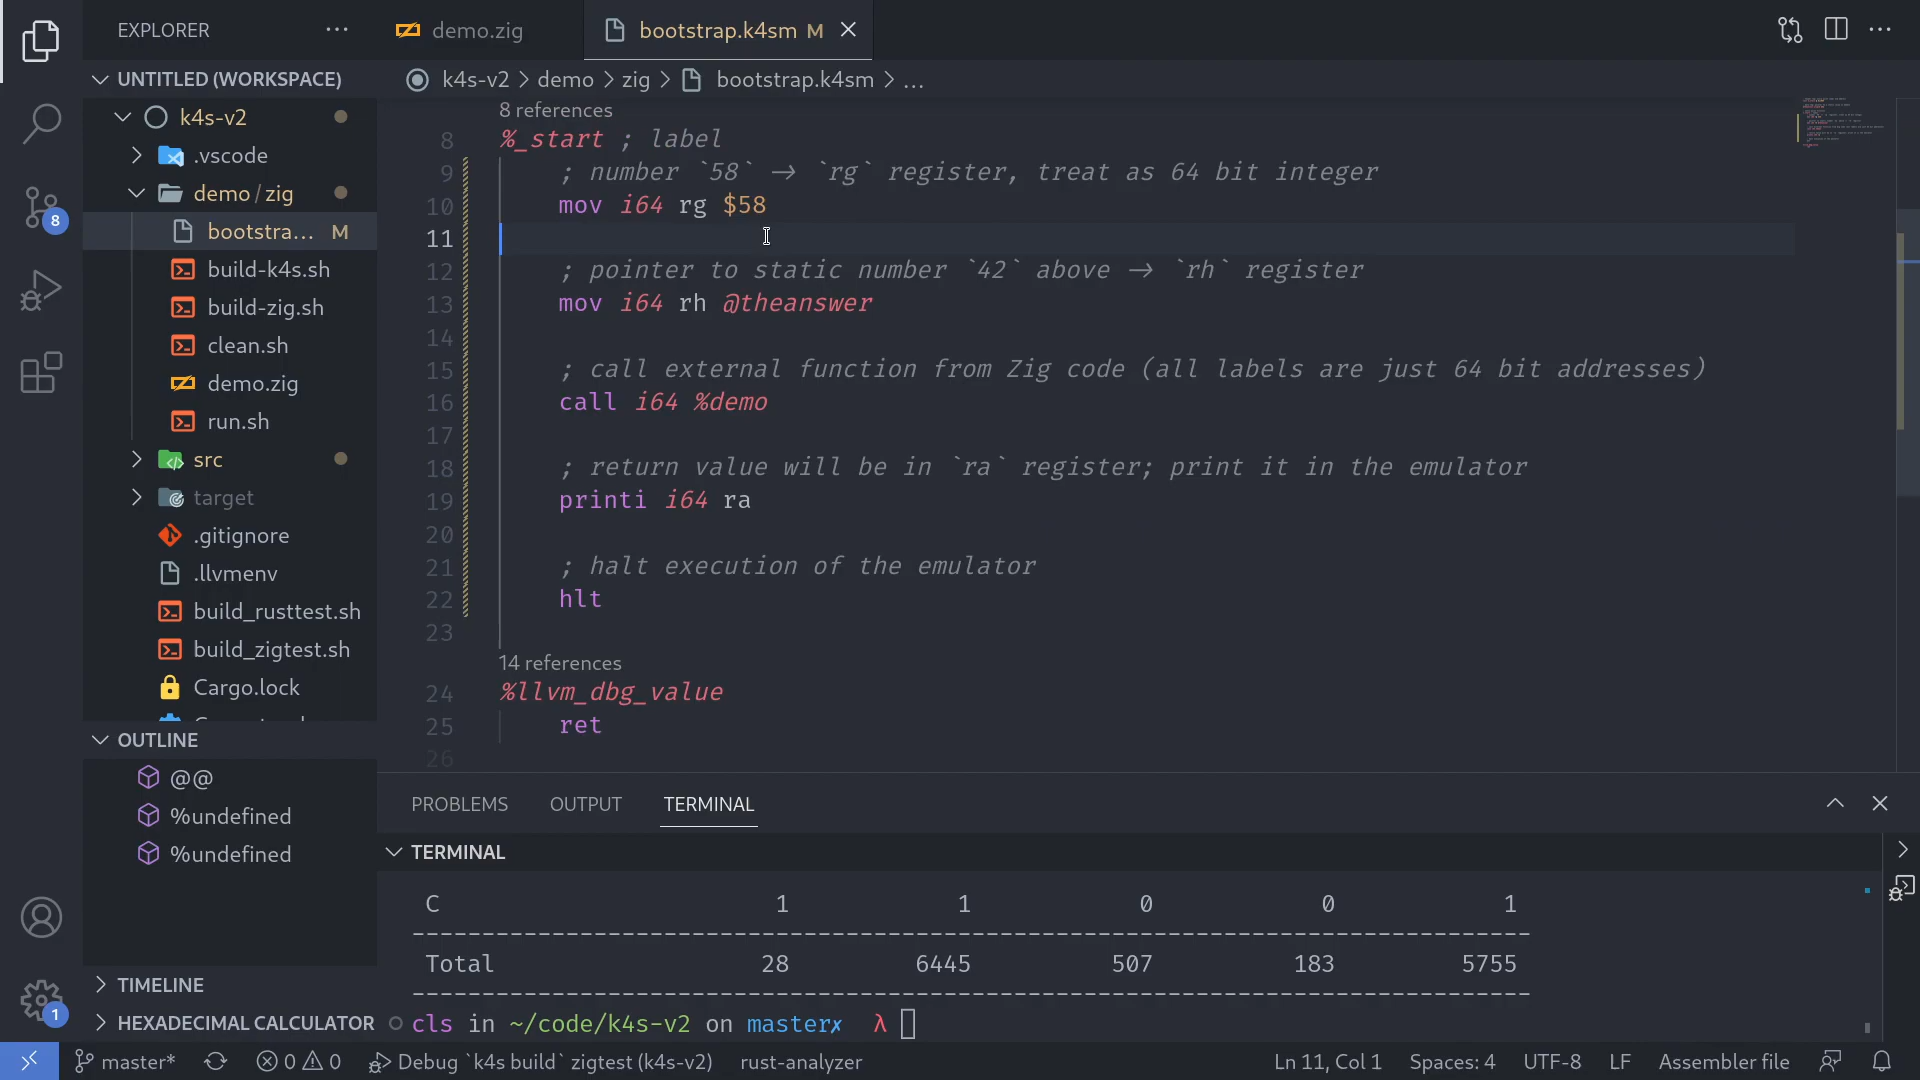 EXPLORER
demo.zig
bootstrap.k4sm M
UNTITLED (WORKSPACE)
k4s-v2
.vscode
demo / zig
bootstra... M
build-k4s.sh
build-zig.sh
clean.sh
demo.zig
run.sh
src
target
.gitignore
.llvmenv
build_rusttest.sh
build_zigtest.sh
Cargo.lock
OUTLINE
@@
%undefined
%undefined
TIMELINE
HEXADECIMAL CALCULATOR
8
1
k4s-v2 > demo > zig > bootstrap.k4sm > ...
8 references
8 %_start ; label
9 ; number `58` -> `rg` register, treat as 64 bit integer
10 mov i64 rg $58
11
12 ; pointer to static number `42` above -> `rh` register
13 mov i64 rh @theanswer
14
15 ; call external function from Zig code (all labels are just 64 bit addresses)
16 call i64 %demo
17
18 ; return value will be in `ra` register; print it in the emulator
19 printi i64 ra
20
21 ; halt execution of the emulator
22 hlt
23
14 references
24 %llvm_dbg_value
25 ret
26
PROBLEMS OUTPUT TERMINAL
TERMINAL
C 1 1 0 0 1
--------------------------------------------------------------------------------
Total 28 6445 507 183 5755
--------------------------------------------------------------------------------
cls in ~/code/k4s-v2 on master✗ λ
master* 0 0 Debug `k4s build` zigtest (k4s-v2) rust-analyzer Ln 11, Col 1 Spaces: 4 UTF-8 LF Assembler file